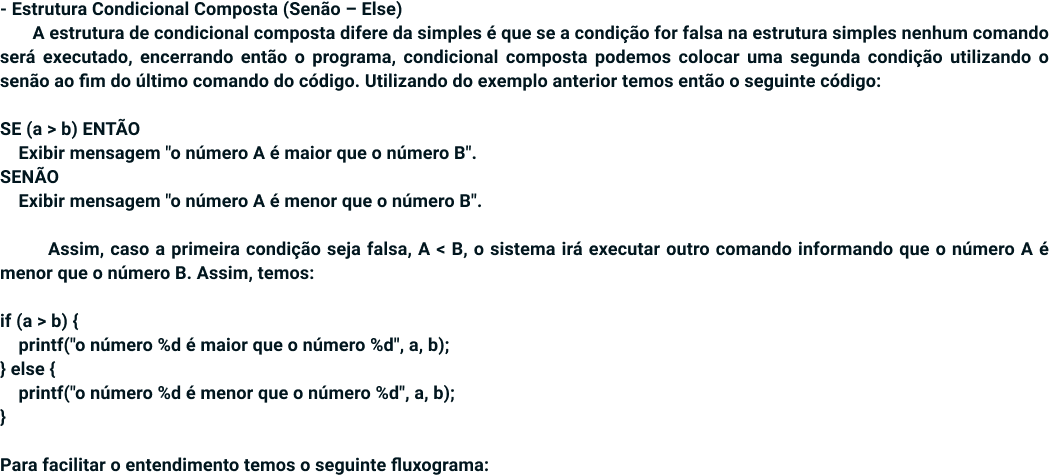 - Estrutura Condicional Composta (Senão – Else)
A estrutura de condicional composta difere da simples é que se a condição for falsa na estrutura simples nenhum comando
será executado, encerrando então o programa, condicional composta podemos colocar uma segunda condição utilizando o
senão ao fim do último comando do código. Utilizando do exemplo anterior temos então o seguinte código:
SE (a > b) ENTÃO
Exibir mensagem "o número A é maior que o número B".
SENÃO
Exibir mensagem "o número A é menor que o número B".
Assim, caso a primeira condição seja falsa, A < B, o sistema irá executar outro comando informando que o número A é
menor que o número B. Assim, temos:
if (a > b) {
printf("o número %d é maior que o número %d", a, b);
} else {
printf("o número %d é menor que o número %d", a, b);
}
Para facilitar o entendimento temos o seguinte fluxograma: